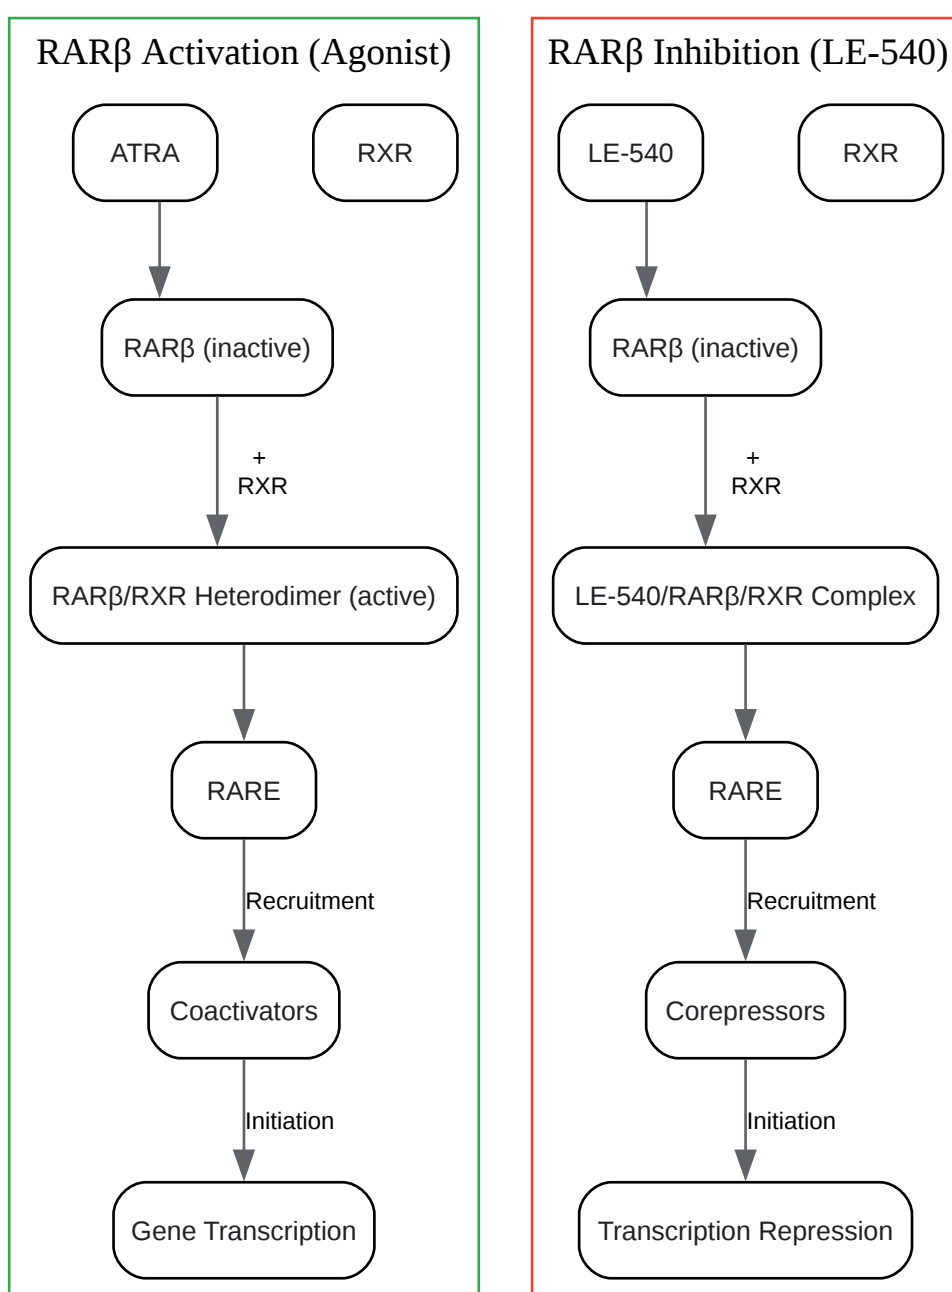 RARβ Activation (Agonist)
ATRA
RXR
RARβ (inactive)
+
RXR
RARβ/RXR Heterodimer (active)
RARE
Recruitment
Coactivators
Initiation
Gene Transcription
RARβ Inhibition (LE-540)
LE-540
RXR
RARβ (inactive)
+
RXR
LE-540/RARβ/RXR Complex
RARE
Recruitment
Corepressors
Initiation
Transcription Repression